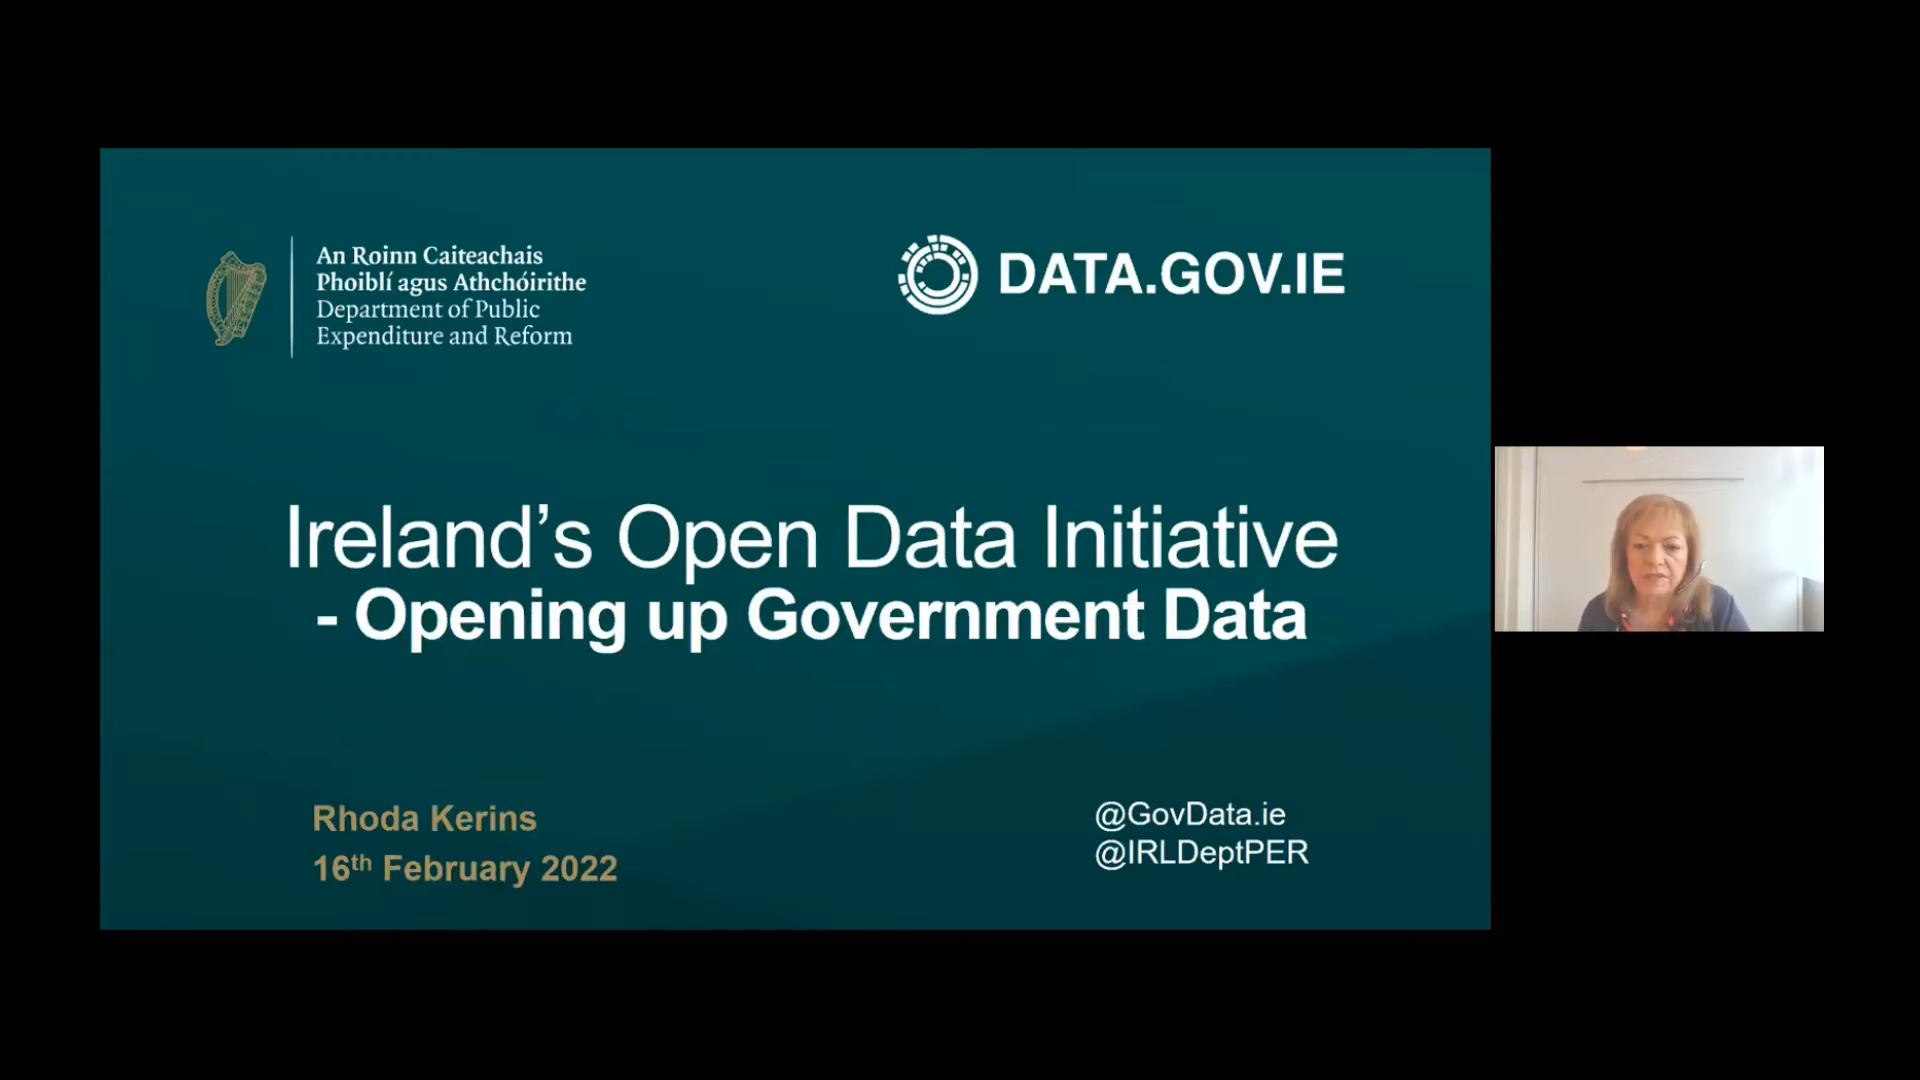 An Roinn Caiteachais
Phoiblí agus Athchóirithe
Department of Public
Expenditure and Reform
DATA.GOV.IE
Ireland’s Open Data Initiative
- Opening up Government Data
Rhoda Kerins
16th February 2022
@GovData.ie
@IRLDeptPER